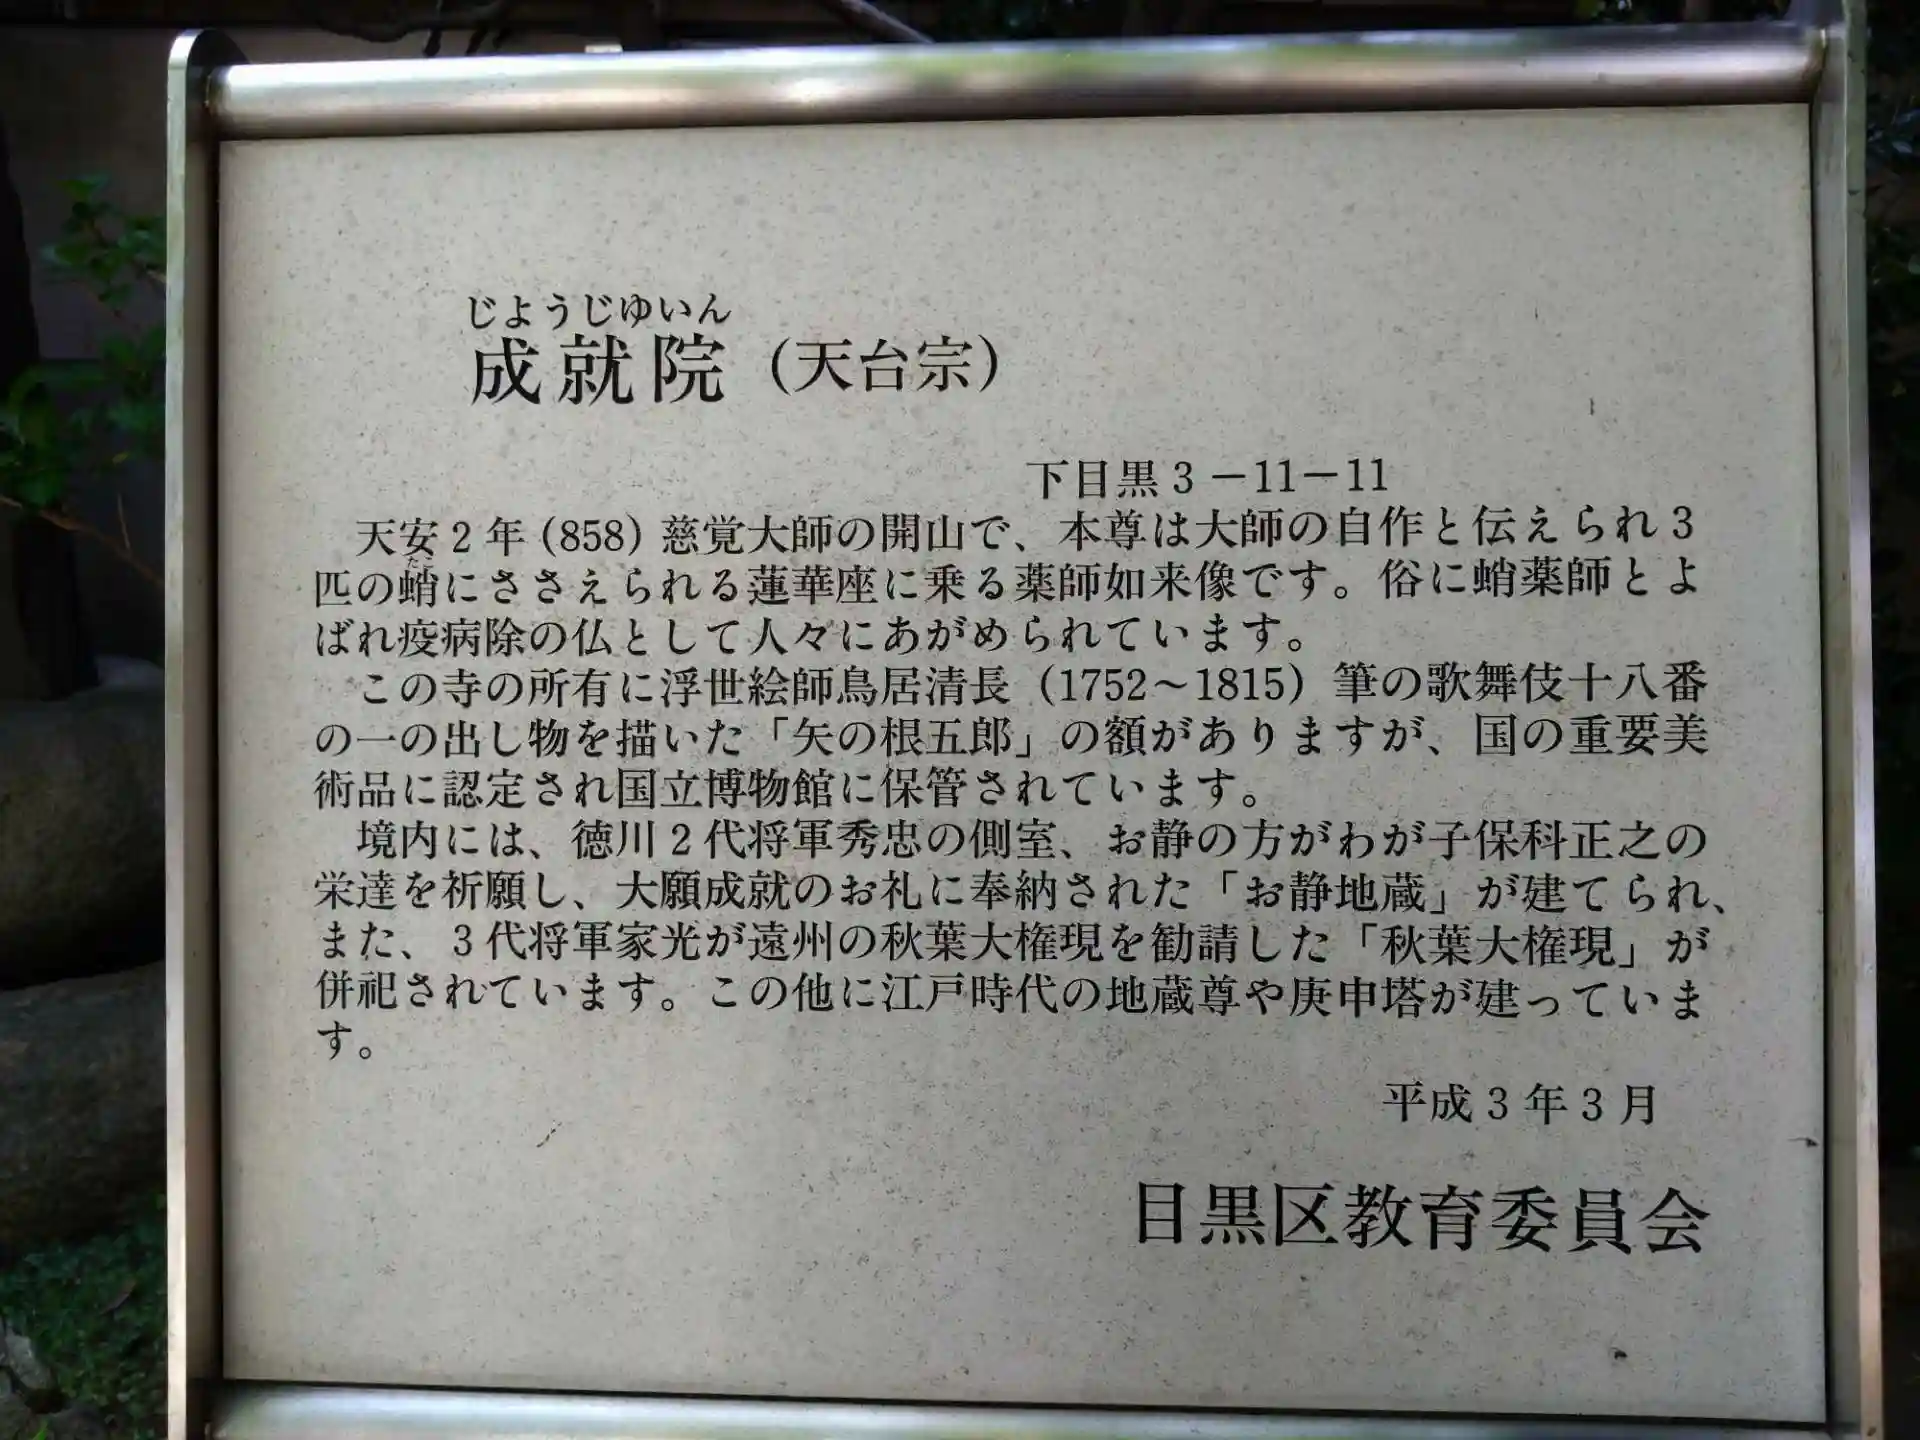 じようじゆいん
成就院（天台宗）
下目黒３－11－11
天安２年（858）慈覚大師の開山で、本尊は大師の自作と伝えられ３
たこ
匹の蛸にささえられる蓮華座に乗る薬師如来像です。俗に蛸薬師とよ
ばれ疫病除の仏として人々にあがめられています。
この寺の所有に浮世絵師鳥居清長（1752～1815）筆の歌舞伎十八番
の一の出し物を描いた「矢の根五郎」の額がありますが、国の重要美
術品に認定され国立博物館に保管されています。
境内には、徳川２代将軍秀忠の側室、お静の方がわが子保科正之の
栄達を祈願し、大願成就のお礼に奉納された「お静地蔵」が建てられ、
また、３代将軍家光が遠州の秋葉大権現を勧請した「秋葉大権現」が
併祀されています。この他に江戸時代の地蔵尊や庚申塔が建っていま
す。
平成３年３月
目黒区教育委員会